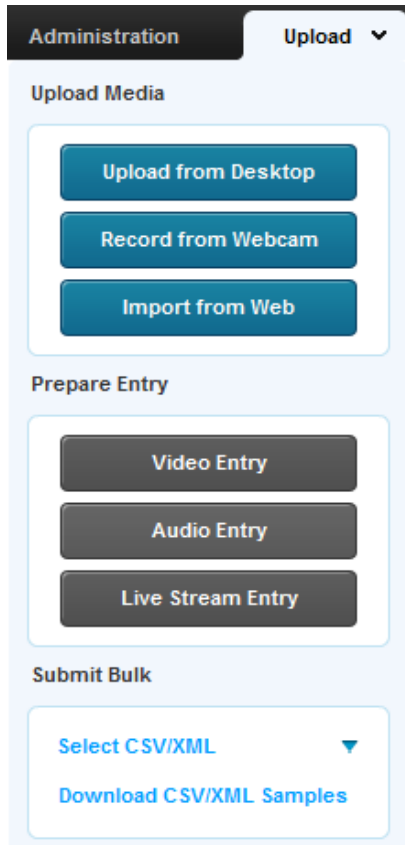 Administration Upload
Upload Media
Upload from Desktop
Record from Webcam
Import from Web
Prepare Entry
Video Entry
Audio Entry
Live Stream Entry
Submit Bulk
Select CSV/XML
Download CSV/XML Samples